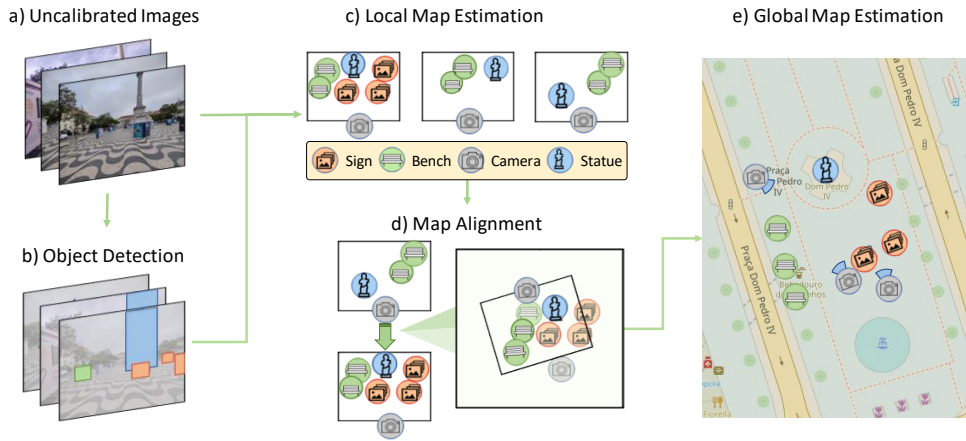 a) Uncalibrated Images
c) Local Map Estimation
e) Global Map Estimation
Sign
Bench
Camera
Statue
b) Object Detection
d) Map Alignment
Praça Dom Pedro IV
Praça
Pedro
IV
Dom Pedro
IV
Praça Dom Pedro IV
Fiorella